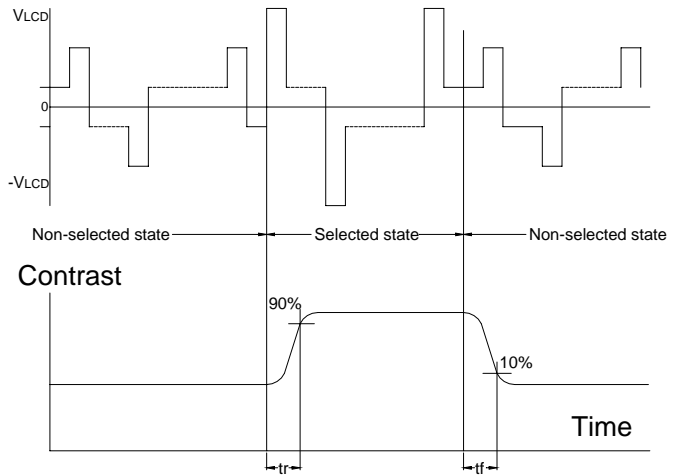 VLCD
0
-VLCD
Non-selected state
Selected state
Non-selected state
Contrast
90%
10%
Time
tr
tf